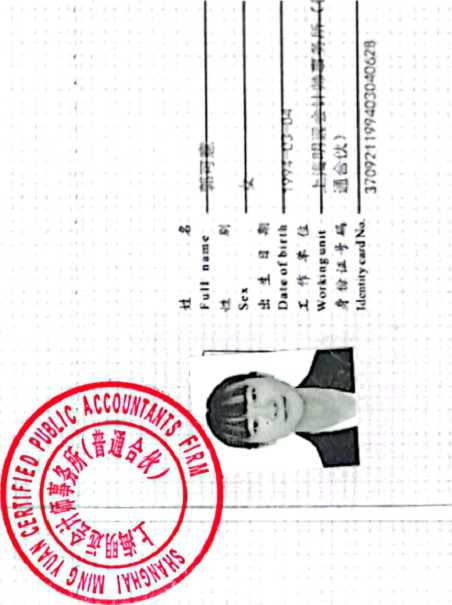 姓 名
Full name
性 别
Sex 女
出 生 日 期
Date of birth 1994-03-04
工 作 单 位
Working unit 上海明远会计师事务所(普
通合伙)
身 份 证 号 码
Identity card No. 370921199403040628
SHANGHAI MING YUAN CERTIFIED PUBLIC ACCOUNTANTS FIRM
上海明远会计师事务所(普通合伙)